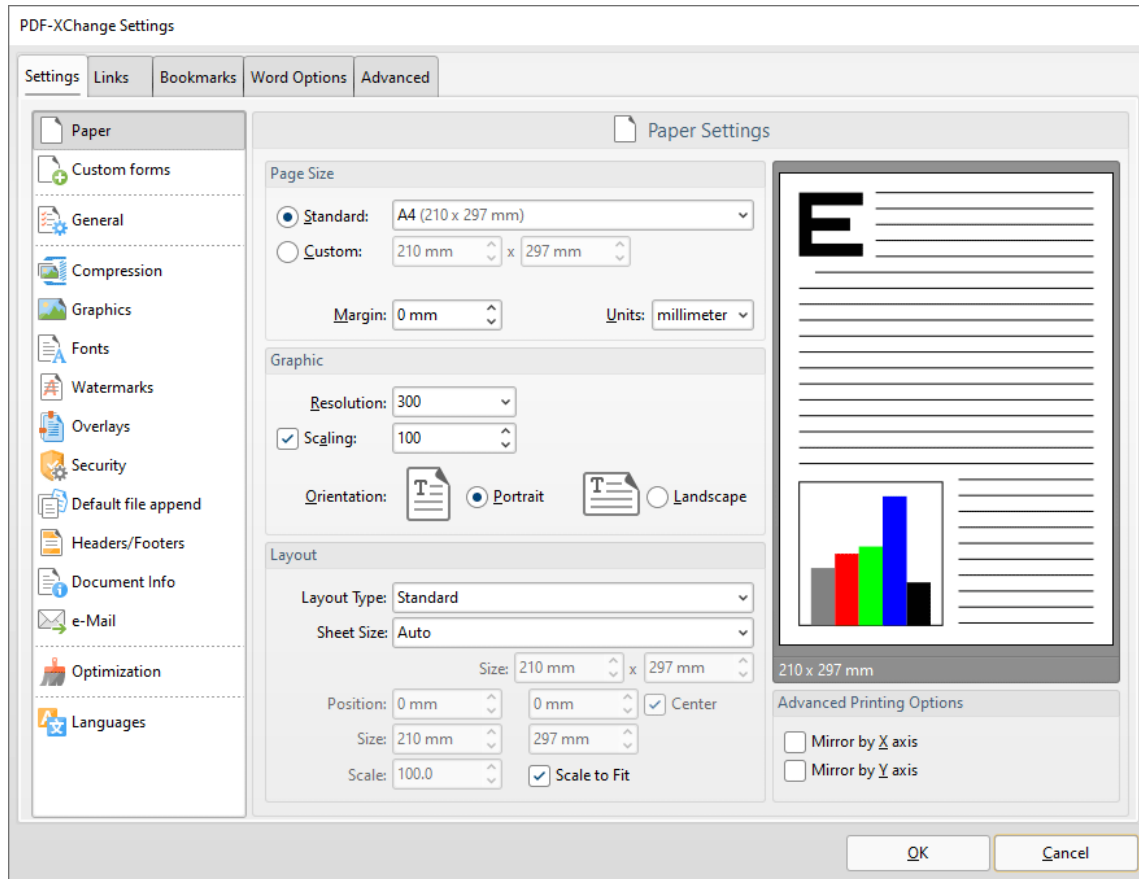 PDF-XChange Settings
Settings Links Bookmarks Word Options Advanced
Paper
Custom forms
General
Compression
Graphics
Fonts
Watermarks
Overlays
Security
Default file append
Headers/Footers
Document Info
e-Mail
Optimization
Languages
Paper Settings
Page Size
Standard: A4 (210 x 297 mm)
Custom: 210 mm x 297 mm
Margin: 0 mm Units: millimeter
Graphic
Resolution: 300
Scaling: 100
Orientation: T Portrait T Landscape
Layout
Layout Type: Standard
Sheet Size: Auto
Size: 210 mm x 297 mm
Position: 0 mm 0 mm Center
Size: 210 mm 297 mm
Scale: 100.0 Scale to Fit
E
210 x 297 mm
Advanced Printing Options
Mirror by X axis
Mirror by Y axis
OK Cancel